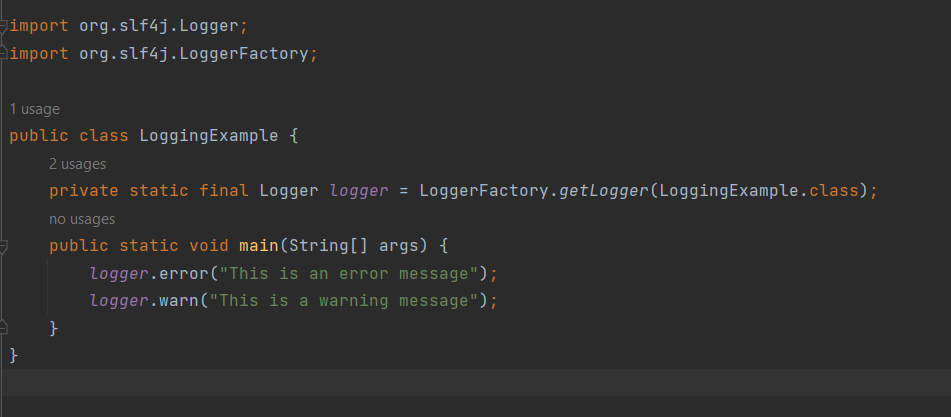 import org.slf4j.Logger;
import org.slf4j.LoggerFactory;
1 usage
public class LoggingExample {
2 usages
private static final Logger logger = LoggerFactory.getLogger(LoggingExample.class);
no usages
public static void main(String[] args) {
logger.error("This is an error message");
logger.warn("This is a warning message");
}
}